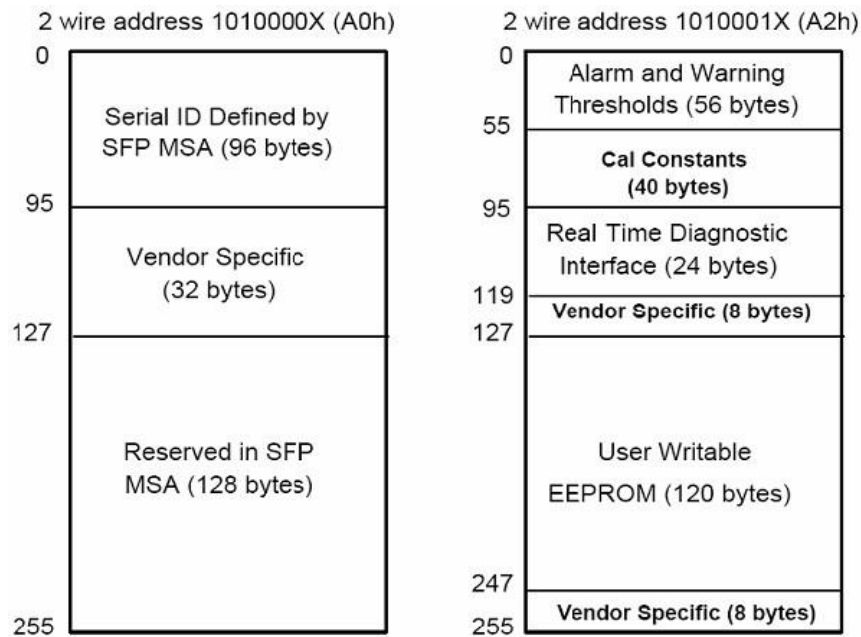 2 wire address 1010000X (A0h)
0
Serial ID Defined by
SFP MSA (96 bytes)
95
Vendor Specific
(32 bytes)
127
Reserved in SFP
MSA (128 bytes)
255
2 wire address 1010001X (A2h)
0
Alarm and Warning
Thresholds (56 bytes)
55
Cal Constants
(40 bytes)
95
Real Time Diagnostic
Interface (24 bytes)
119
Vendor Specific (8 bytes)
127
User Writable
EEPROM (120 bytes)
247
Vendor Specific (8 bytes)
255